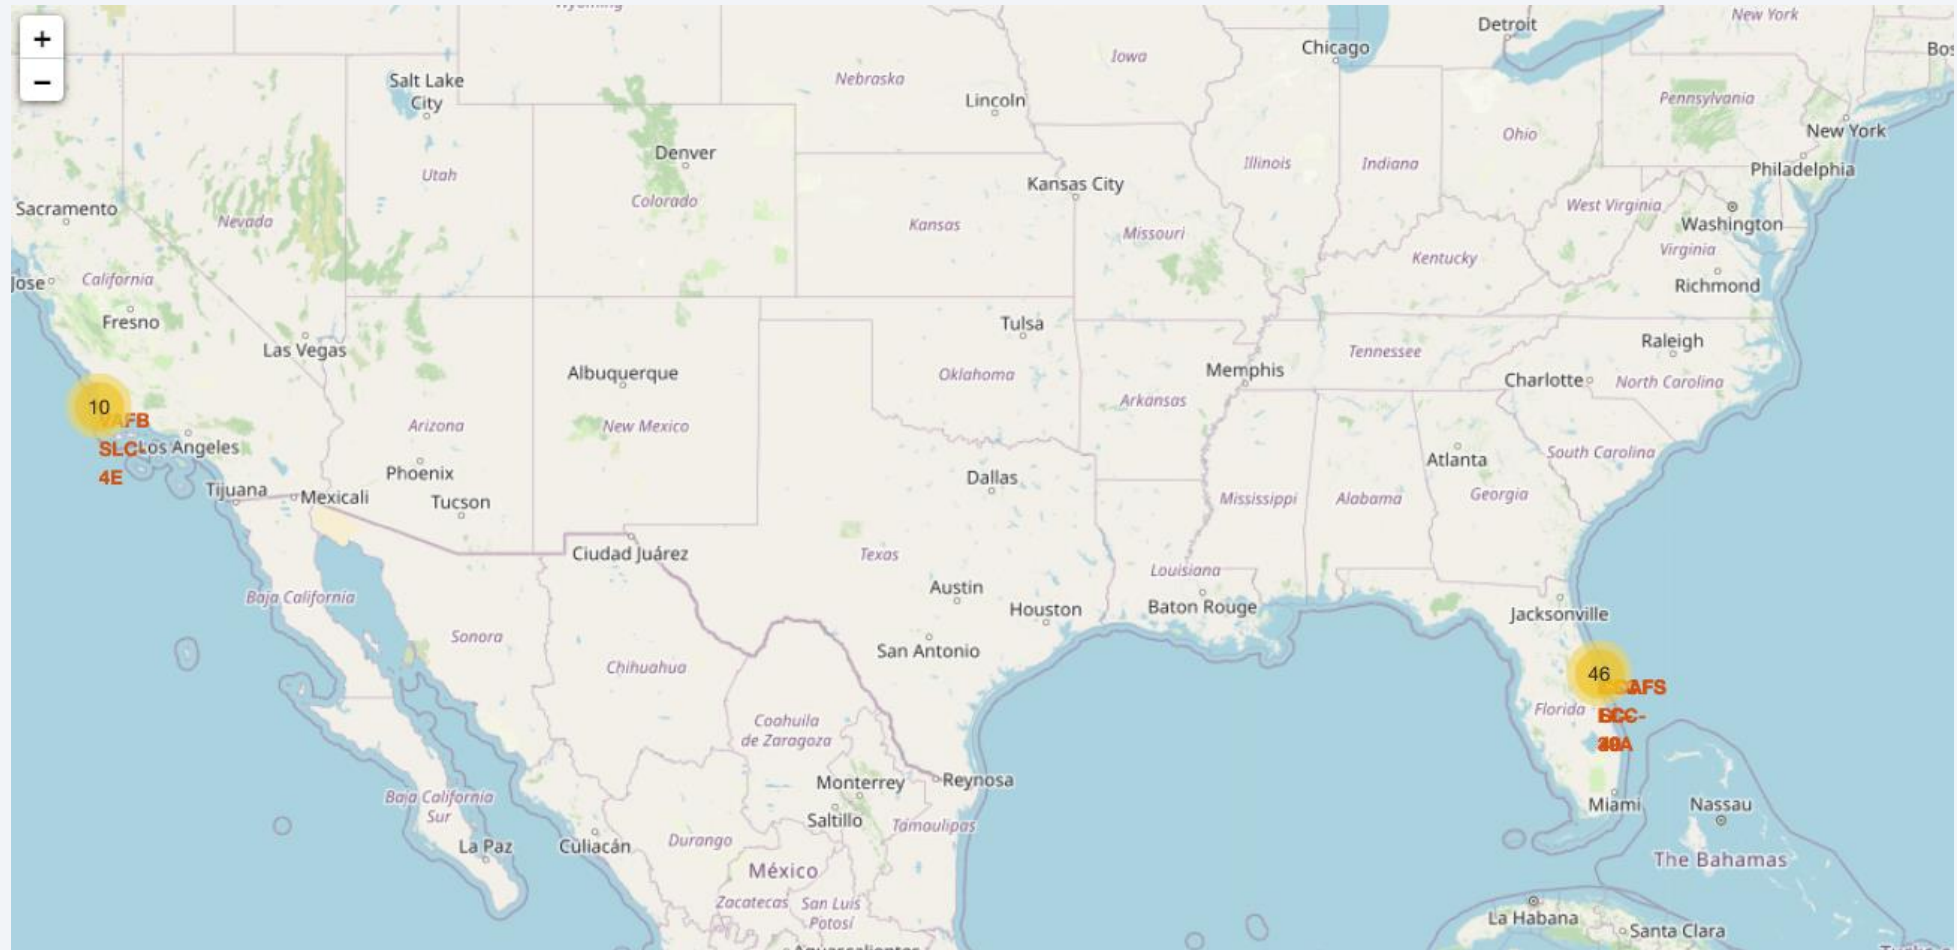 +
−
Wyoming
Detroit
New York
Chicago
Iowa
Salt Lake
City
Nebraska
Lincoln
Pennsylvania
New York
Ohio
Denver
Illinois
Indiana
Philadelphia
Utah
Kansas City
Colorado
Sacramento
Nevada
Kansas
Missouri
West Virginia
Washington
Virginia
Kentucky
California
Jose
Richmond
Fresno
Tulsa
Las Vegas
Raleigh
Tennessee
Albuquerque
Oklahoma
Memphis
Charlotte
North Carolina
Arkansas
10
Arizona
New Mexico
SLC-
Los Angeles
4E
Atlanta
South Carolina
Phoenix
Dallas
Tijuana
Mexicali
Tucson
Mississippi
Alabama
Georgia
Ciudad Juárez
Texas
Louisiana
Austin
Baja California
Houston
Baton Rouge
Jacksonville
Sonora
San Antonio
Chihuahua
46
Florida
Coahuila
de Zaragoza
Monterrey
Reynosa
Baja California
Sur
Saltillo
Tamaulipas
Miami
Nassau
La Paz
Culiacán
Durango
México
The Bahamas
Zacatecas
San Luis
Potosí
La Habana
Santa Clara